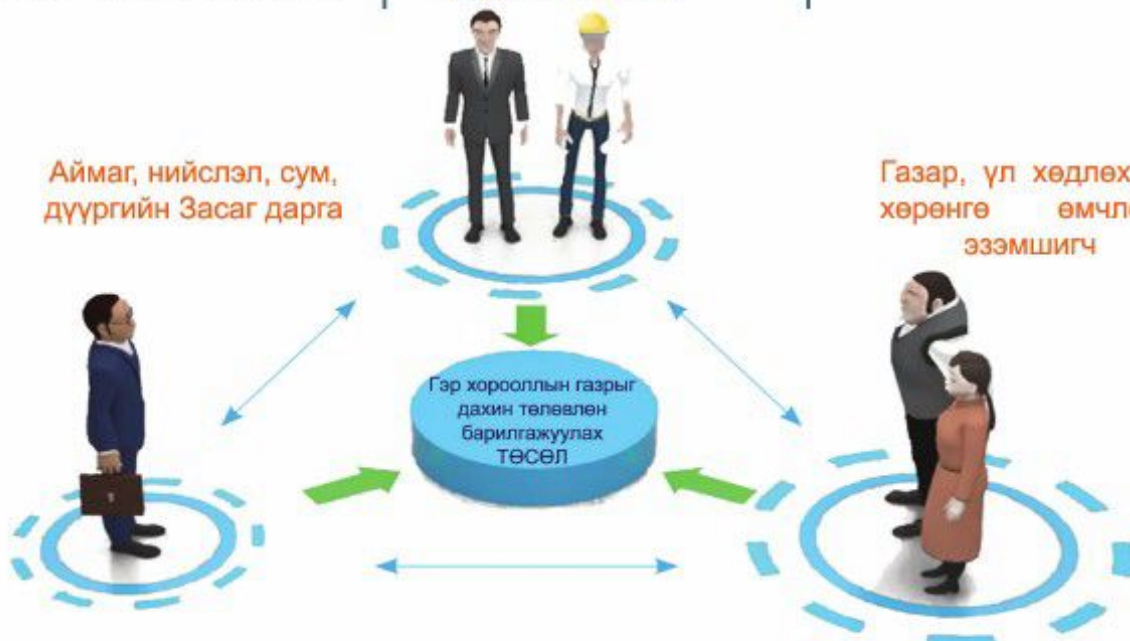 Аймаг, нийслэл, сум,
дүүргийн Засаг дарга
Газар, үл хөдлөх
хөрөнгө
эзэмшигч
Гэр хорооллын газрыг
дахин төлөвлөн
барилгажуулах
ТӨСӨЛ